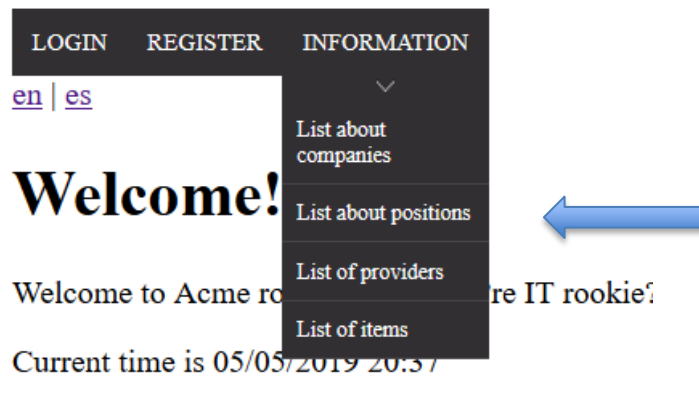 LOGIN REGISTER INFORMATION
en | es
List about
companies
Welcome!
List about positions
List of providers
Welcome to Acme ro re IT rookie?
List of items
Current time is 05/05/2019 20:37